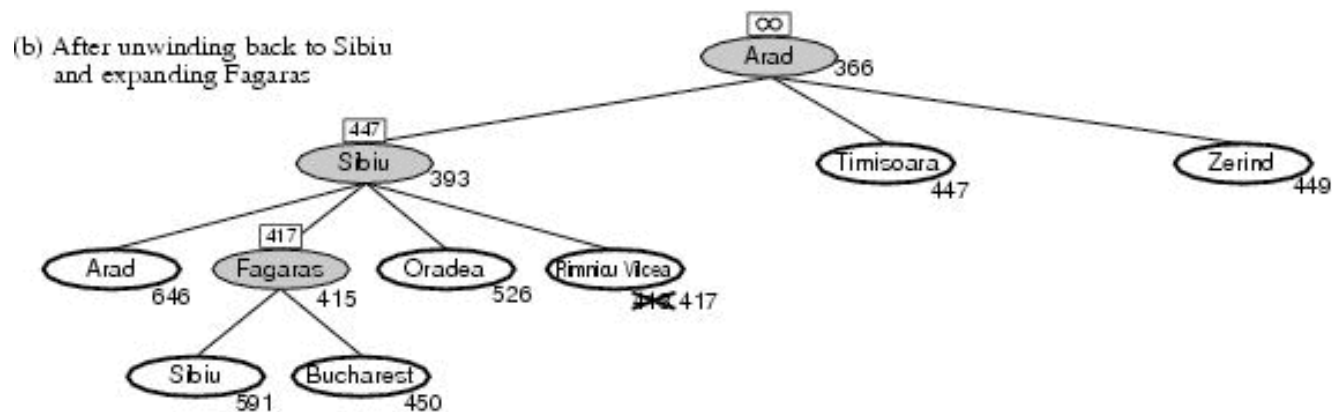 (b) After unwinding back to Sibiu
and expanding Fagaras
∞
Arad
366
447
Sibiu
393
Timisoara
447
Zerind
449
Arad
646
417
Fagaras
415
Oradea
526
Rimnicu Vilcea
417
Sibiu
591
Bucharest
450